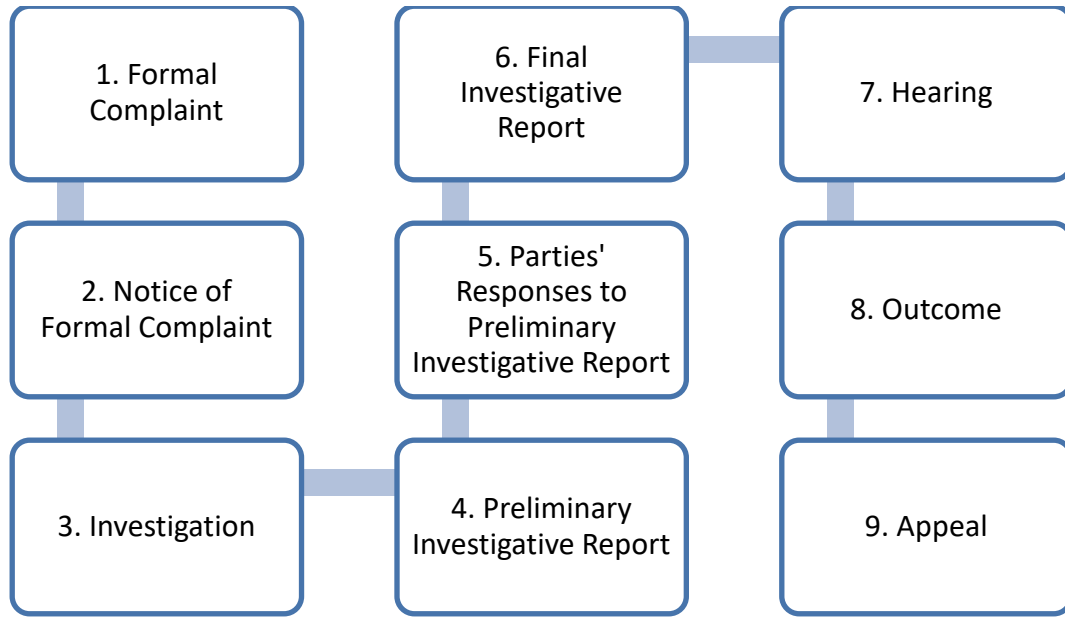 1. Formal
Complaint
2. Notice of
Formal Complaint
3. Investigation
4. Preliminary
Investigative Report
5. Parties'
Responses to
Preliminary
Investigative Report
6. Final
Investigative
Report
7. Hearing
8. Outcome
9. Appeal